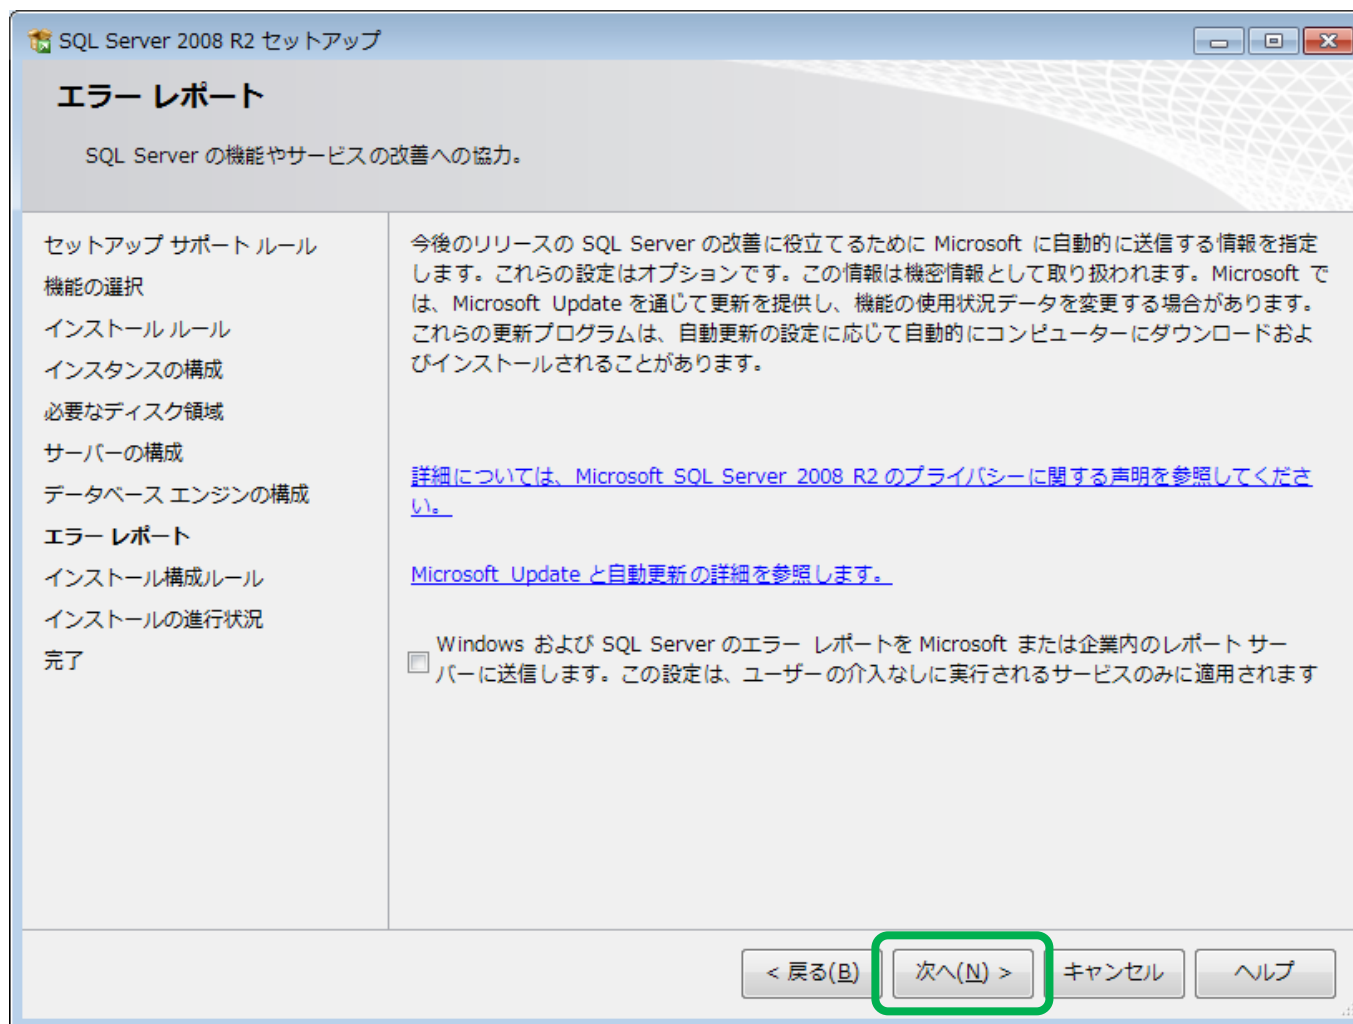 SQL Server 2008 R2 セットアップ
エラー レポート
SQL Server の機能やサービスの改善への協力。
セットアップ サポート ルール
機能の選択
インストール ルール
インスタンスの構成
必要なディスク領域
サーバーの構成
データベース エンジンの構成
エラー レポート
インストール構成ルール
インストールの進行状況
完了
今後のリリースの SQL Server の改善に役立てるために Microsoft に自動的に送信する情報を指定
します。これらの設定はオプションです。この情報は機密情報として取り扱われます。Microsoft で
は、Microsoft Update を通じて更新を提供し、機能の使用状況データを変更する場合があります。
これらの更新プログラムは、自動更新の設定に応じて自動的にコンピューターにダウンロードおよ
びインストールされることがあります。
詳細については、Microsoft SQL Server 2008 R2 のプライバシーに関する声明を参照してくださ
い。
Microsoft Update と自動更新の詳細を参照します。
Windows および SQL Server のエラー レポートを Microsoft または企業内のレポート サー
バーに送信します。この設定は、ユーザーの介入なしに実行されるサービスのみに適用されます
< 戻る(B)
次へ(N) >
キャンセル
ヘルプ